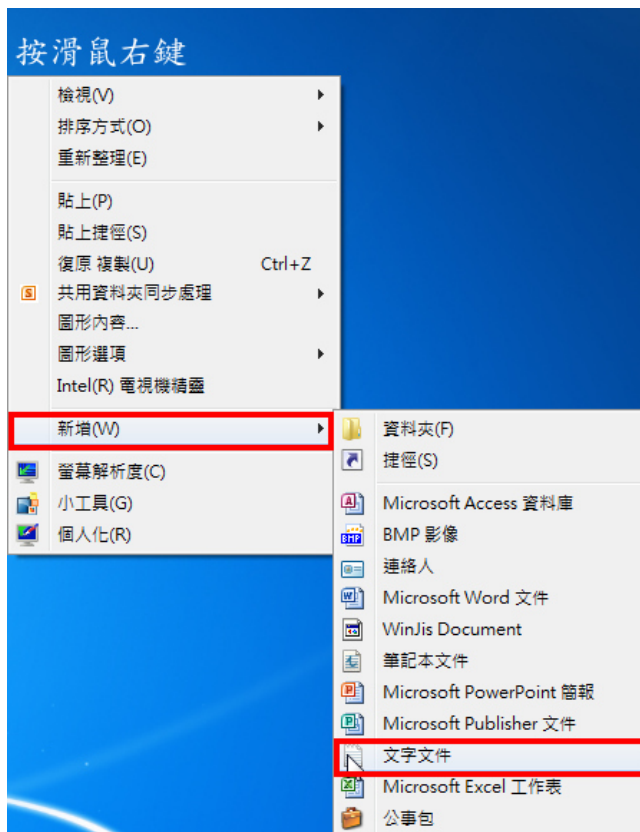 按滑鼠右鍵
檢視(V)
排序方式(O)
重新整理(E)
貼上(P)
貼上捷徑(S)
復原 複製(U) Ctrl+Z
S 共用資料夾同步處理
圖形內容...
圖形選項
Intel(R) 電視機精靈
新增(W)
螢幕解析度(C)
小工具(G)
個人化(R)
資料夾(F)
捷徑(S)
Microsoft Access 資料庫
BMP BMP 影像
連絡人
Microsoft Word 文件
WinJis Document
筆記本文件
Microsoft PowerPoint 簡報
Microsoft Publisher 文件
文字文件
Microsoft Excel 工作表
公事包